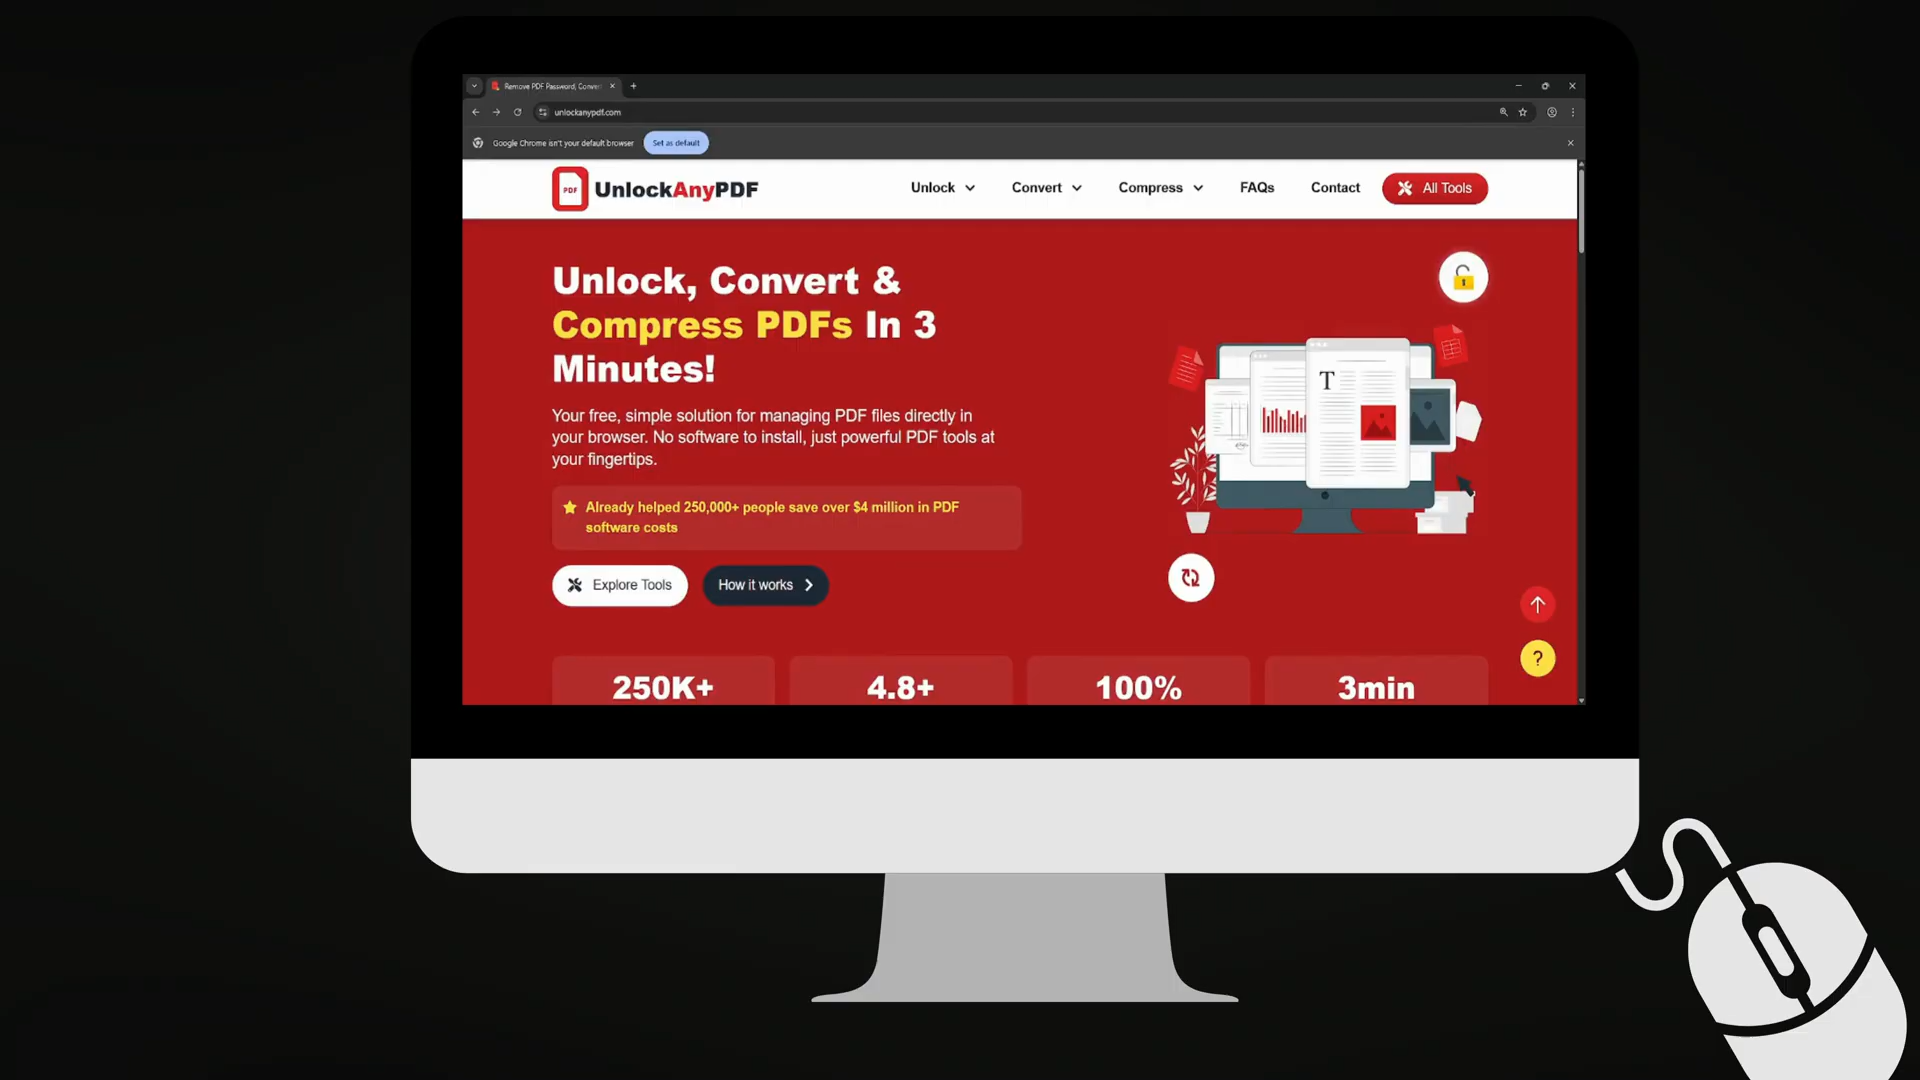 Remove PDF Password, Conver
unlockanypdf.com
Google Chrome isn't your default browser
Set as default
PDF
UnlockAnyPDF
Unlock
Convert
Compress
FAQs
Contact
All Tools
Unlock, Convert &
Compress PDFs In 3
Minutes!
Your free, simple solution for managing PDF files directly in
your browser. No software to install, just powerful PDF tools at
your fingertips.
Already helped 250,000+ people save over $4 million in PDF
software costs
Explore Tools
How it works
T
?
250K+
4.8+
100%
3min